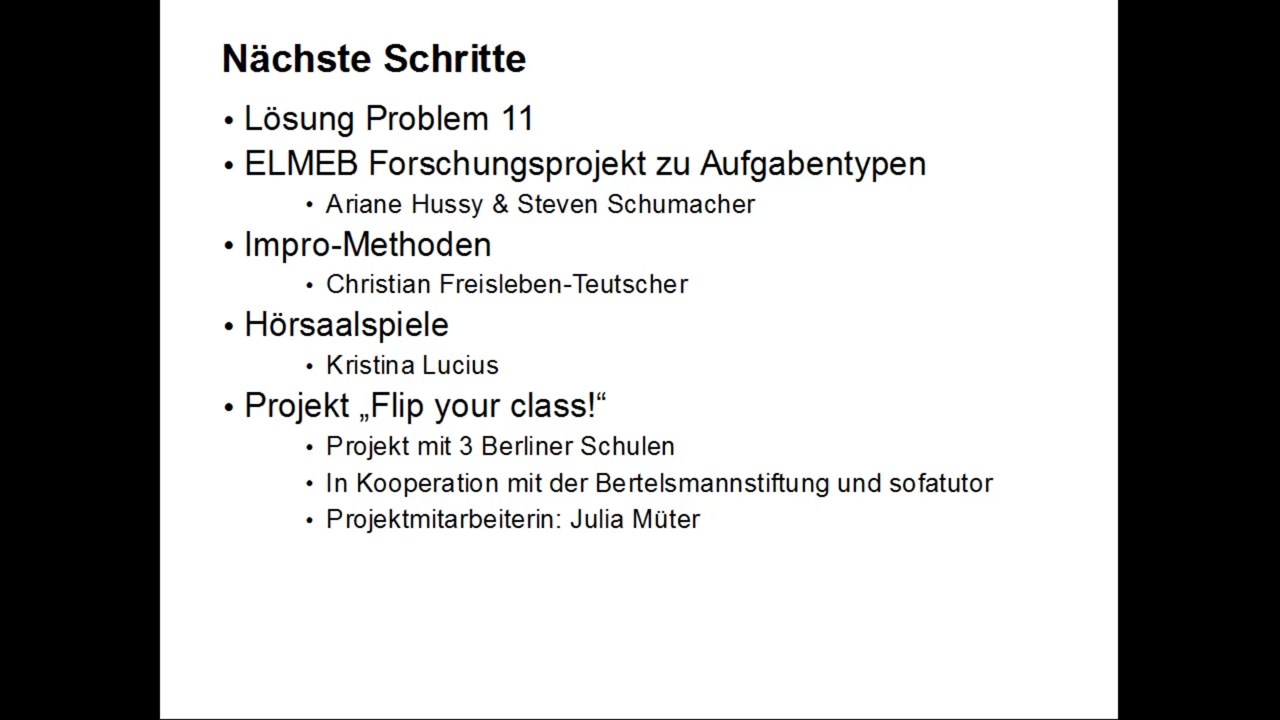 Nächste Schritte
• Lösung Problem 11
• ELMEB Forschungsprojekt zu Aufgabentypen
• Ariane Hussy & Steven Schumacher
• Impro-Methoden
• Christian Freisleben-Teutscher
• Hörsaalspiele
• Kristina Lucius
• Projekt „Flip your class!“
• Projekt mit 3 Berliner Schulen
• In Kooperation mit der Bertelsmannstiftung und sofatutor
• Projektmitarbeiterin: Julia Müter